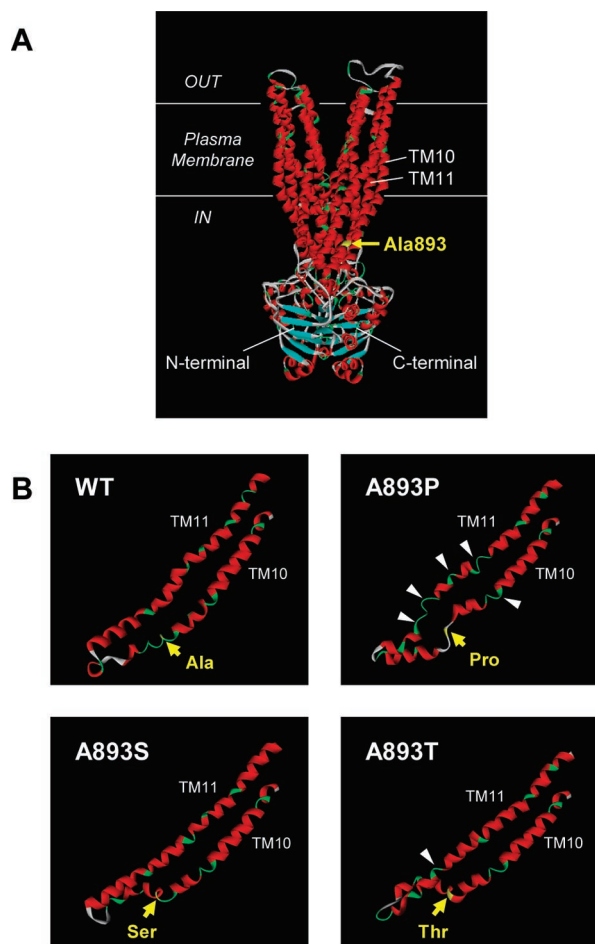 A
OUT
Plasma
Membrane
TM10
TM11
IN
Ala893
N-terminal
C-terminal
B
WT
TM11
TM10
Ala
A893P
TM11
TM10
Pro
A893S
TM11
TM10
Ser
A893T
TM11
TM10
Thr